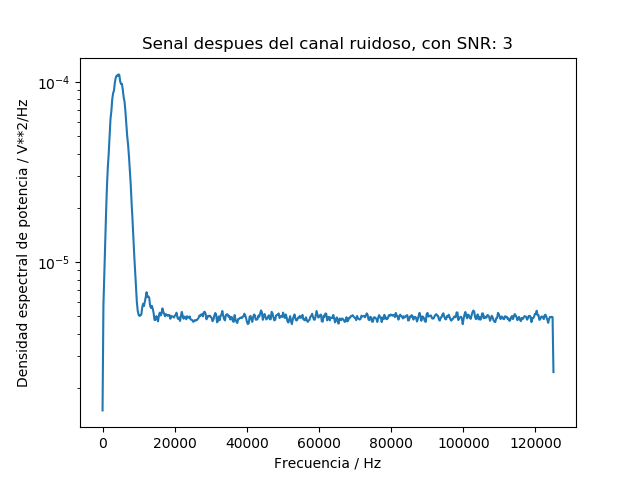 Senal despues del canal ruidoso, con SNR: 3
Densidad espectral de potencia / V**2/Hz
10^-4
10^-5
0 20000 40000 60000 80000 100000 120000
Frecuencia / Hz